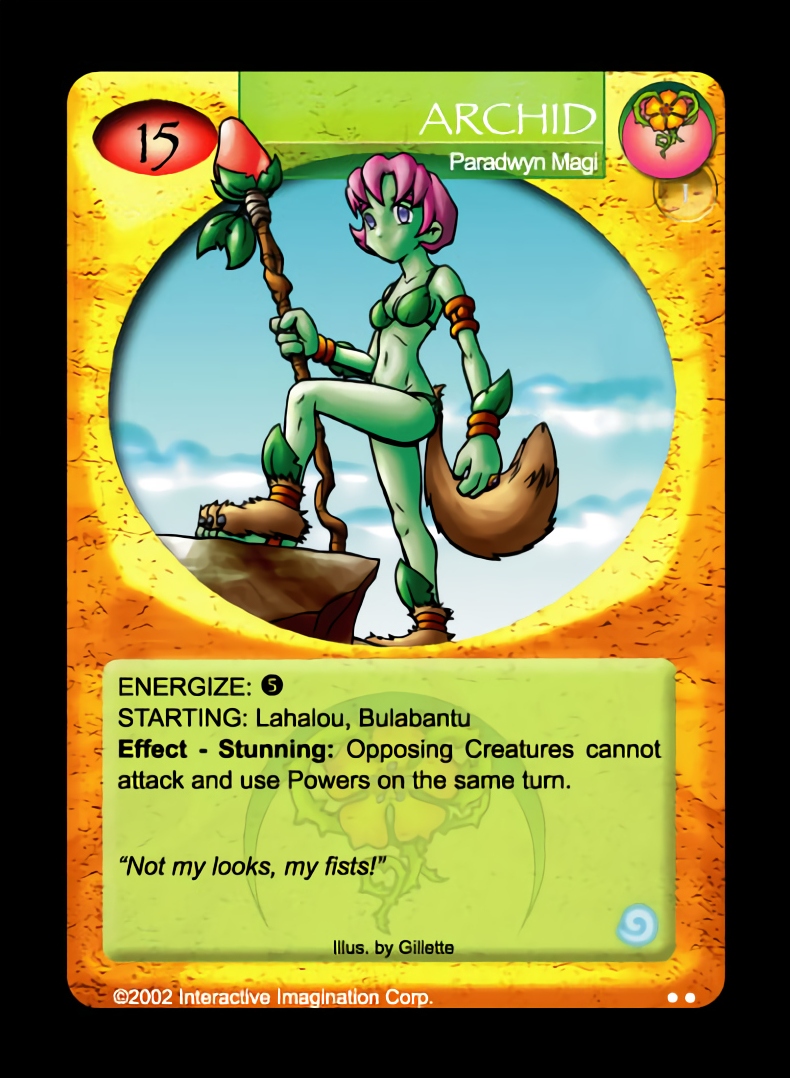 15
ARCHID
Paradwyn Magi
1
ENERGIZE: ❺
STARTING: Lahalou, Bulabantu
Effect - Stunning: Opposing Creatures cannot
attack and use Powers on the same turn.
“Not my looks, my fists!”
Illus. by Gillette
©2002 Interactive Imagination Corp.